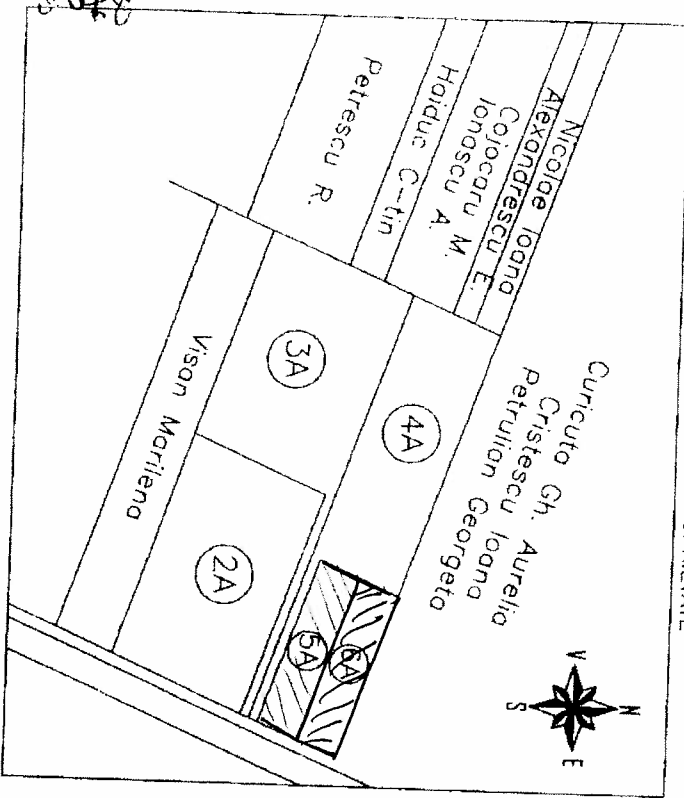 Nicolae Ioana
Alexandrescu E.
Cojocaru M.
Ionascu A.
Haiduc C-tin
Petrescu R.
Curicuta Gh. Aurelia
Cristescu Ioana
Petrulian Georgeta
4A
3A
Visan Marilena
2A
6A
5A
N
V
E
S